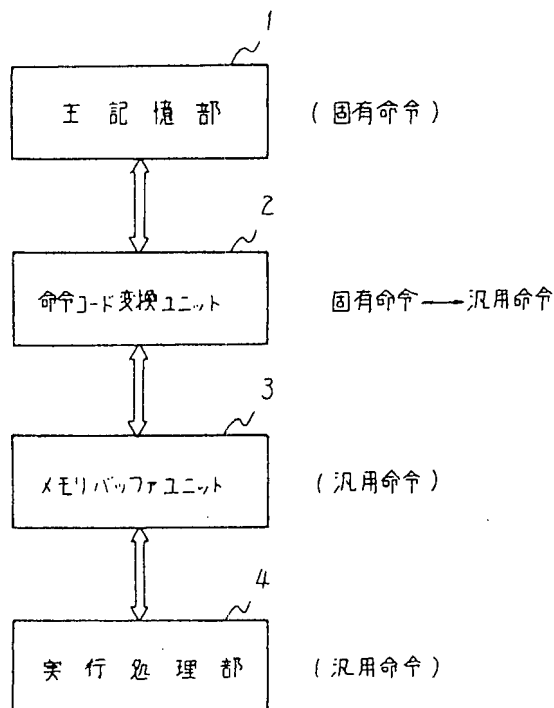 1
主記憶部 (固有命令)
2
命令コード変換ユニット 固有命令→汎用命令
3
メモリバッファユニット (汎用命令)
4
実行処理部 (汎用命令)